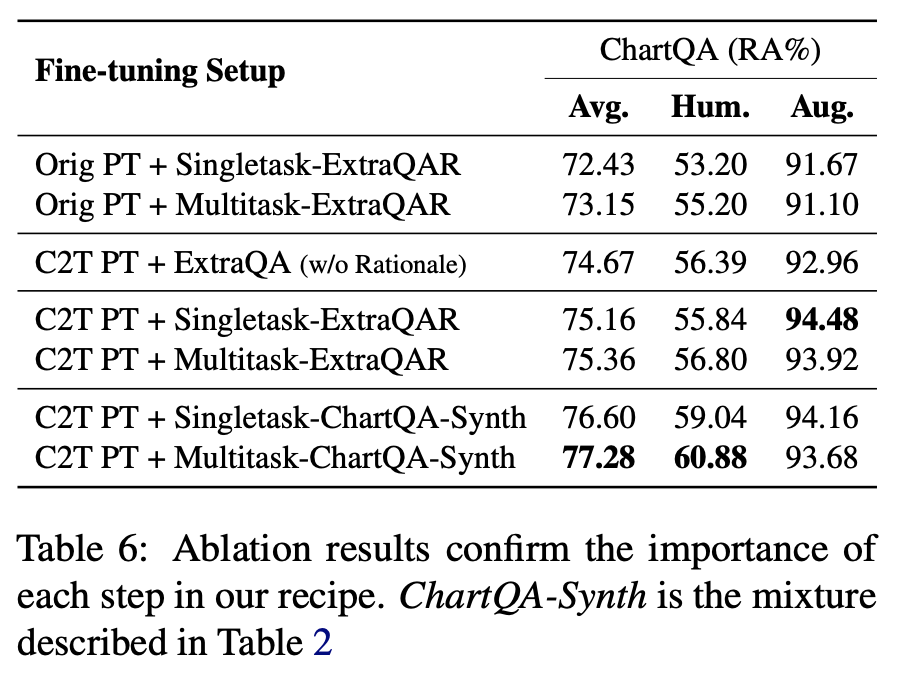 Fine-tuning Setup
ChartQA (RA%)
Avg. Hum. Aug.
Orig PT + Singletask-ExtraQAR 72.43 53.20 91.67
Orig PT + Multitask-ExtraQAR 73.15 55.20 91.10
C2T PT + ExtraQA (w/o Rationale) 74.67 56.39 92.96
C2T PT + Singletask-ExtraQAR 75.16 55.84 94.48
C2T PT + Multitask-ExtraQAR 75.36 56.80 93.92
C2T PT + Singletask-ChartQA-Synth 76.60 59.04 94.16
C2T PT + Multitask-ChartQA-Synth 77.28 60.88 93.68
Table 6: Ablation results confirm the importance of
each step in our recipe. ChartQA-Synth is the mixture
described in Table 2